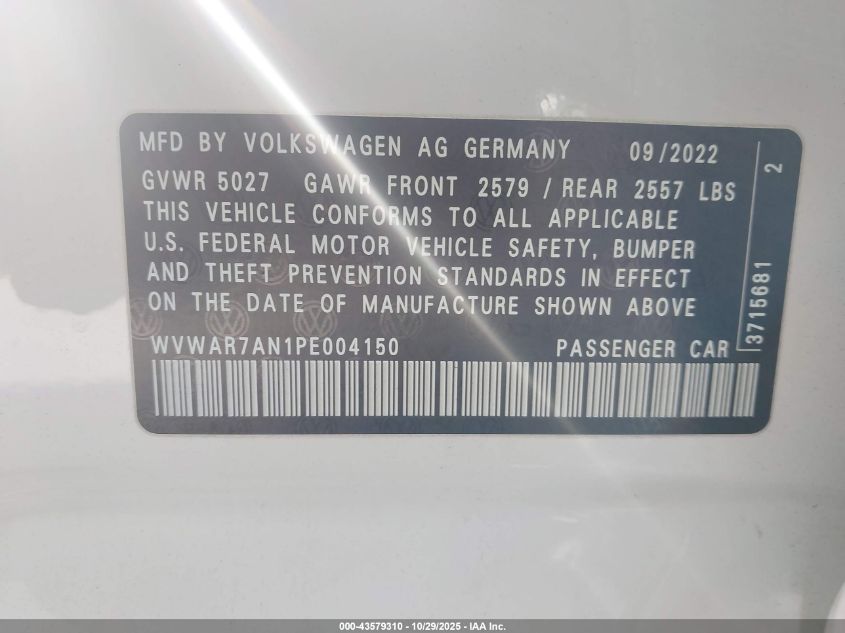 MFD BY VOLKSWAGEN AG GERMANY 09/2022
GVWR 5027 GAWR FRONT 2579 / REAR 2557 LBS
THIS VEHICLE CONFORMS TO ALL APPLICABLE
U.S. FEDERAL MOTOR VEHICLE SAFETY, BUMPER
AND THEFT PREVENTION STANDARDS IN EFFECT
ON THE DATE OF MANUFACTURE SHOWN ABOVE
WVWAR7AN1PE004150 PASSENGER CAR
3715681 2
000-43579310 - 10/29/2025 - IAA Inc.